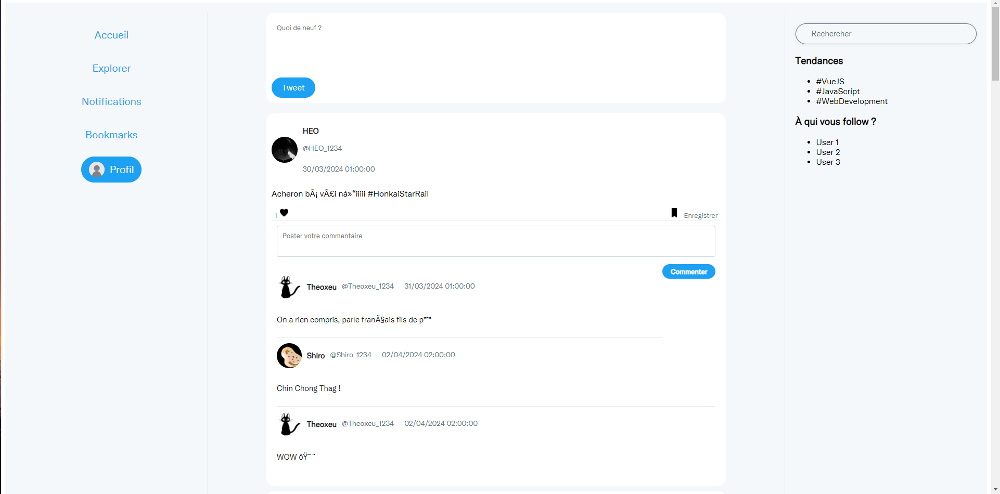 Accueil
Explorer
Notifications
Bookmarks
Profil
Quoi de neuf ?
Tweet
HEO
@HEO_1234
30/03/2024 01:00:00
Acheron bÃ¡ vÃ£i ná»“iiiii #HonkaiStarRail
1
Enregistrer
Poster votre commentaire
Commenter
Theoxeu @Theoxeu_1234 31/03/2024 01:00:00
On a rien compris, parle franÃ§ais fils de p***
Shiro @Shiro_1234 02/04/2024 02:00:00
Chin Chong Thag !
Theoxeu @Theoxeu_1234 02/04/2024 02:00:00
WOW ðŸ˜¨
Rechercher
Tendances
#VueJS
#JavaScript
#WebDevelopment
À qui vous follow ?
User 1
User 2
User 3